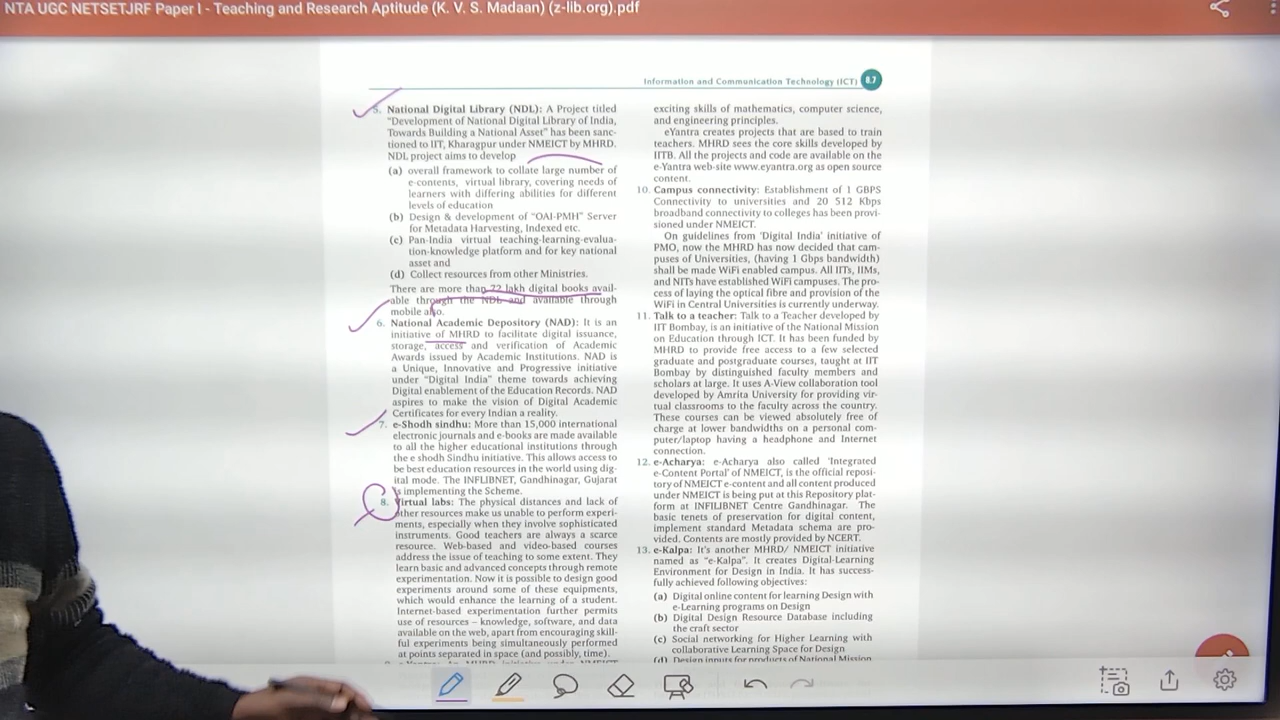 NTA UGC NETSETJRF Paper I - Teaching and Research Aptitude (K. V. S. Madaan) (z-lib.org).pdf
Information and Communication Technology (ICT) 8.7
5. National Digital Library (NDL): A Project titled
"Development of National Digital Library of India,
Towards Building a National Asset" has been sanc-
tioned to IIT, Kharagpur under NMEICT by MHRD.
NDL project aims to develop
(a) overall framework to collate large number of
e-contents, virtual library, covering needs of
learners with differing abilities for different
levels of education
(b) Design & development of "OAI-PMH" Server
for Metadata Harvesting, Indexed etc.
(c) Pan-India virtual teaching-learning-evalua-
tion-knowledge platform and for key national
asset and
(d) Collect resources from other Ministries.
There are more than 72 lakh digital books avail-
able through the NDL and available through
mobile also.
6. National Academic Depository (NAD): It is an
initiative of MHRD to facilitate digital issuance,
storage, access and verification of Academic
Awards issued by Academic Institutions. NAD is
a Unique, Innovative and Progressive initiative
under "Digital India" theme towards achieving
Digital enablement of the Education Records. NAD
aspires to make the vision of Digital Academic
Certificates for every Indian a reality.
7. e-Shodh sindhu: More than 15,000 international
electronic journals and e-books are made available
to all the higher educational institutions through
the e shodh Sindhu initiative. This allows access to
be best education resources in the world using dig-
ital mode. The INFLIBNET, Gandhinagar, Gujarat
is implementing the Scheme.
8. Virtual labs: The physical distances and lack of
other resources make us unable to perform experi-
ments, especially when they involve sophisticated
instruments. Good teachers are always a scarce
resource. Web-based and video-based courses
address the issue of teaching to some extent. They
learn basic and advanced concepts through remote
experimentation. Now it is possible to design good
experiments around some of these equipments,
which would enhance the learning of a student.
Internet-based experimentation further permits
use of resources – knowledge, software, and data
available on the web, apart from encouraging skill-
ful experiments being simultaneously performed
at points separated in space (and possibly, time).
exciting skills of mathematics, computer science,
and engineering principles.
eYantra creates projects that are based to train
teachers. MHRD sees the core skills developed by
IITB. All the projects and code are available on the
e-Yantra web-site www.eyantra.org as open source
content.
10. Campus connectivity: Establishment of 1 GBPS
Connectivity to universities and 20 512 Kbps
broadband connectivity to colleges has been provi-
sioned under NMEICT.
On guidelines from 'Digital India' initiative of
PMO, now the MHRD has now decided that cam-
puses of Universities, (having 1 Gbps bandwidth)
shall be made WiFi enabled campus. All IITs, IIMs,
and NITs have established WiFi campuses. The pro-
cess of laying the optical fibre and provision of the
WiFi in Central Universities is currently underway.
11. Talk to a teacher: Talk to a Teacher developed by
IIT Bombay, is an initiative of the National Mission
on Education through ICT. It has been funded by
MHRD to provide free access to a few selected
graduate and postgraduate courses, taught at IIT
Bombay by distinguished faculty members and
scholars at large. It uses A-View collaboration tool
developed by Amrita University for providing vir-
tual classrooms to the faculty across the country.
These courses can be viewed absolutely free of
charge at lower bandwidths on a personal com-
puter/laptop having a headphone and Internet
connection.
12. e-Acharya: e-Acharya also called 'Integrated
e-Content Portal' of NMEICT, is the official reposi-
tory of NMEICT e-content and all content produced
under NMEICT is being put at this Repository plat-
form at INFILIBNET Centre Gandhinagar. The
basic tenets of preservation for digital content,
implement standard Metadata schema are pro-
vided. Contents are mostly provided by NCERT.
13. e-Kalpa: It's another MHRD/ NMEICT initiative
named as "e-Kalpa". It creates Digital-Learning
Environment for Design in India. It has success-
fully achieved following objectives:
(a) Digital online content for learning Design with
e-Learning programs on Design
(b) Digital Design Resource Database including
the craft sector
(c) Social networking for Higher Learning with
collaborative Learning Space for Design
(d) Design inputs for products of National Mission